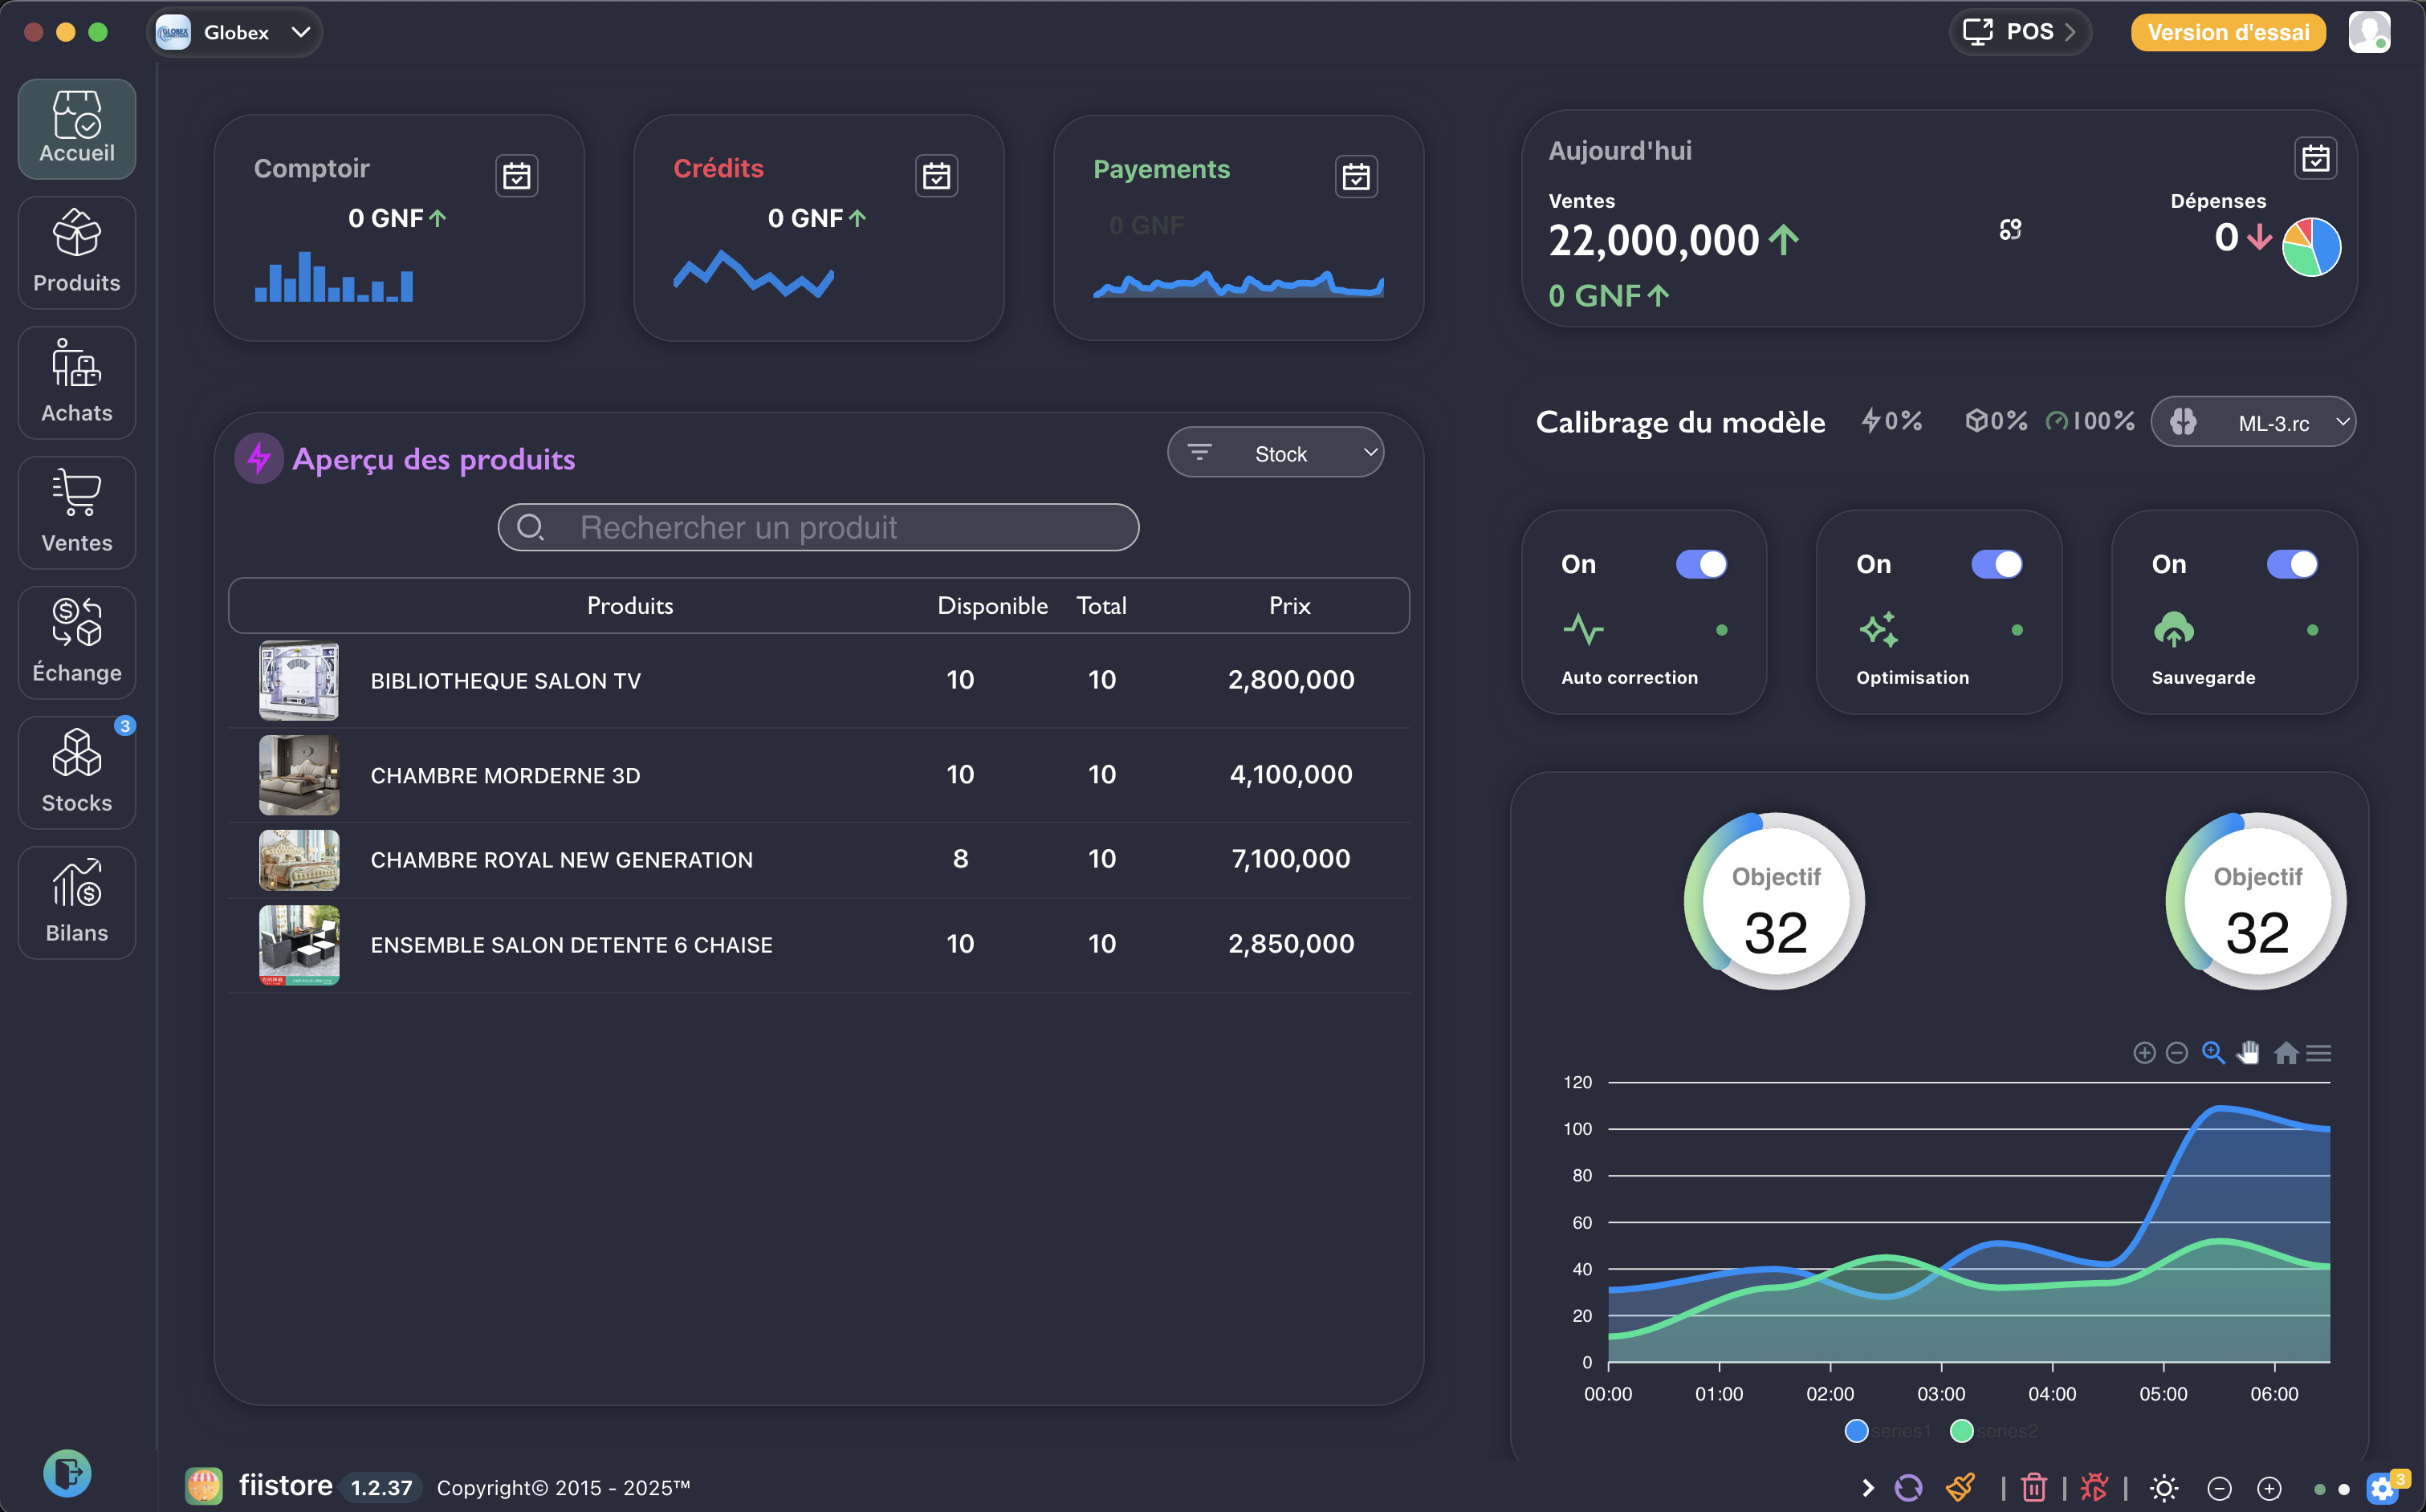 Globex
POS
Version d'essai
Accueil
Produits
Achats
Ventes
Échange
Stocks
3
Bilans
Comptoir
0 GNF
Crédits
0 GNF
Payements
0 GNF
Aujourd'hui
Ventes
22,000,000
0 GNF
Dépenses
0
Aperçu des produits
Stock
Rechercher un produit
Produits Disponible Total Prix
BIBLIOTHEQUE SALON TV 10 10 2,800,000
CHAMBRE MORDERNE 3D 10 10 4,100,000
CHAMBRE ROYAL NEW GENERATION 8 10 7,100,000
ENSEMBLE SALON DETENTE 6 CHAISE 10 10 2,850,000
Calibrage du modèle 0% 0% 100% ML-3.rc
On
Auto correction
On
Optimisation
On
Sauvegarde
Objectif
32
Objectif
32
120
100
80
60
40
20
0
00:00 01:00 02:00 03:00 04:00 05:00 06:00
series1 series2
fiistore 1.2.37 Copyright© 2015 - 2025™
3